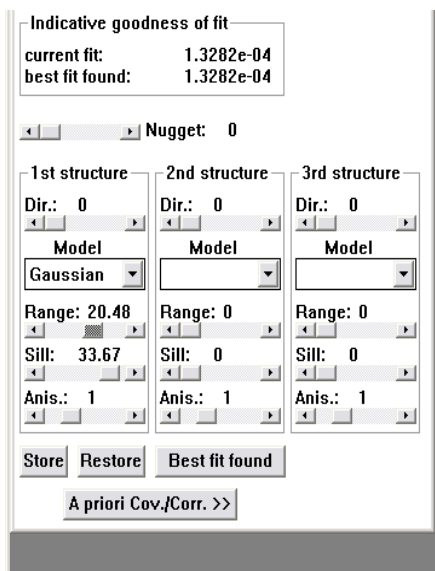 Indicative goodness of fit
current fit: 1.3282e-04
best fit found: 1.3282e-04
Nugget: 0
1st structure 2nd structure 3rd structure
Dir.: 0 Dir.: 0 Dir.: 0
Model Model Model
Gaussian
Range: 20.48 Range: 0 Range: 0
Sill: 33.67 Sill: 0 Sill: 0
Anis.: 1 Anis.: 1 Anis.: 1
Store Restore Best fit found
A priori Cov./Corr. >>